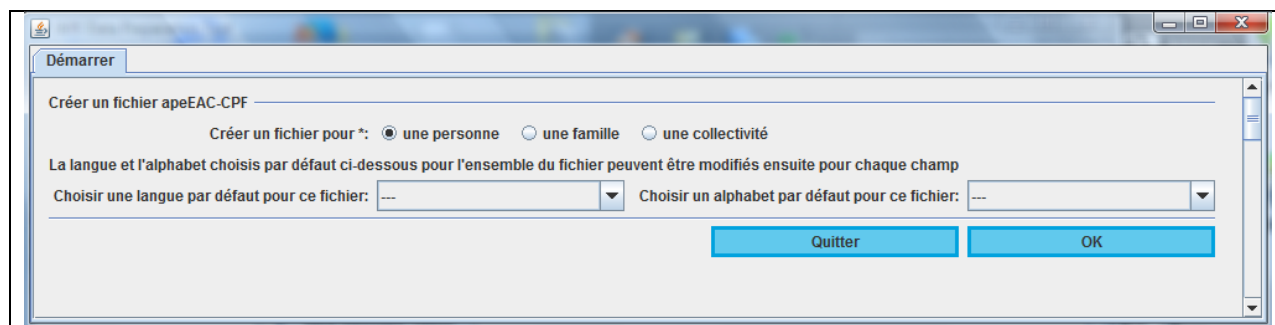 Démarrer
Créer un fichier apeEAC-CPF
Créer un fichier pour *: une personne une famille une collectivité
La langue et l'alphabet choisis par défaut ci-dessous pour l'ensemble du fichier peuvent être modifiés ensuite pour chaque champ
Choisir une langue par défaut pour ce fichier: --- Choisir un alphabet par défaut pour ce fichier: ---
Quitter OK